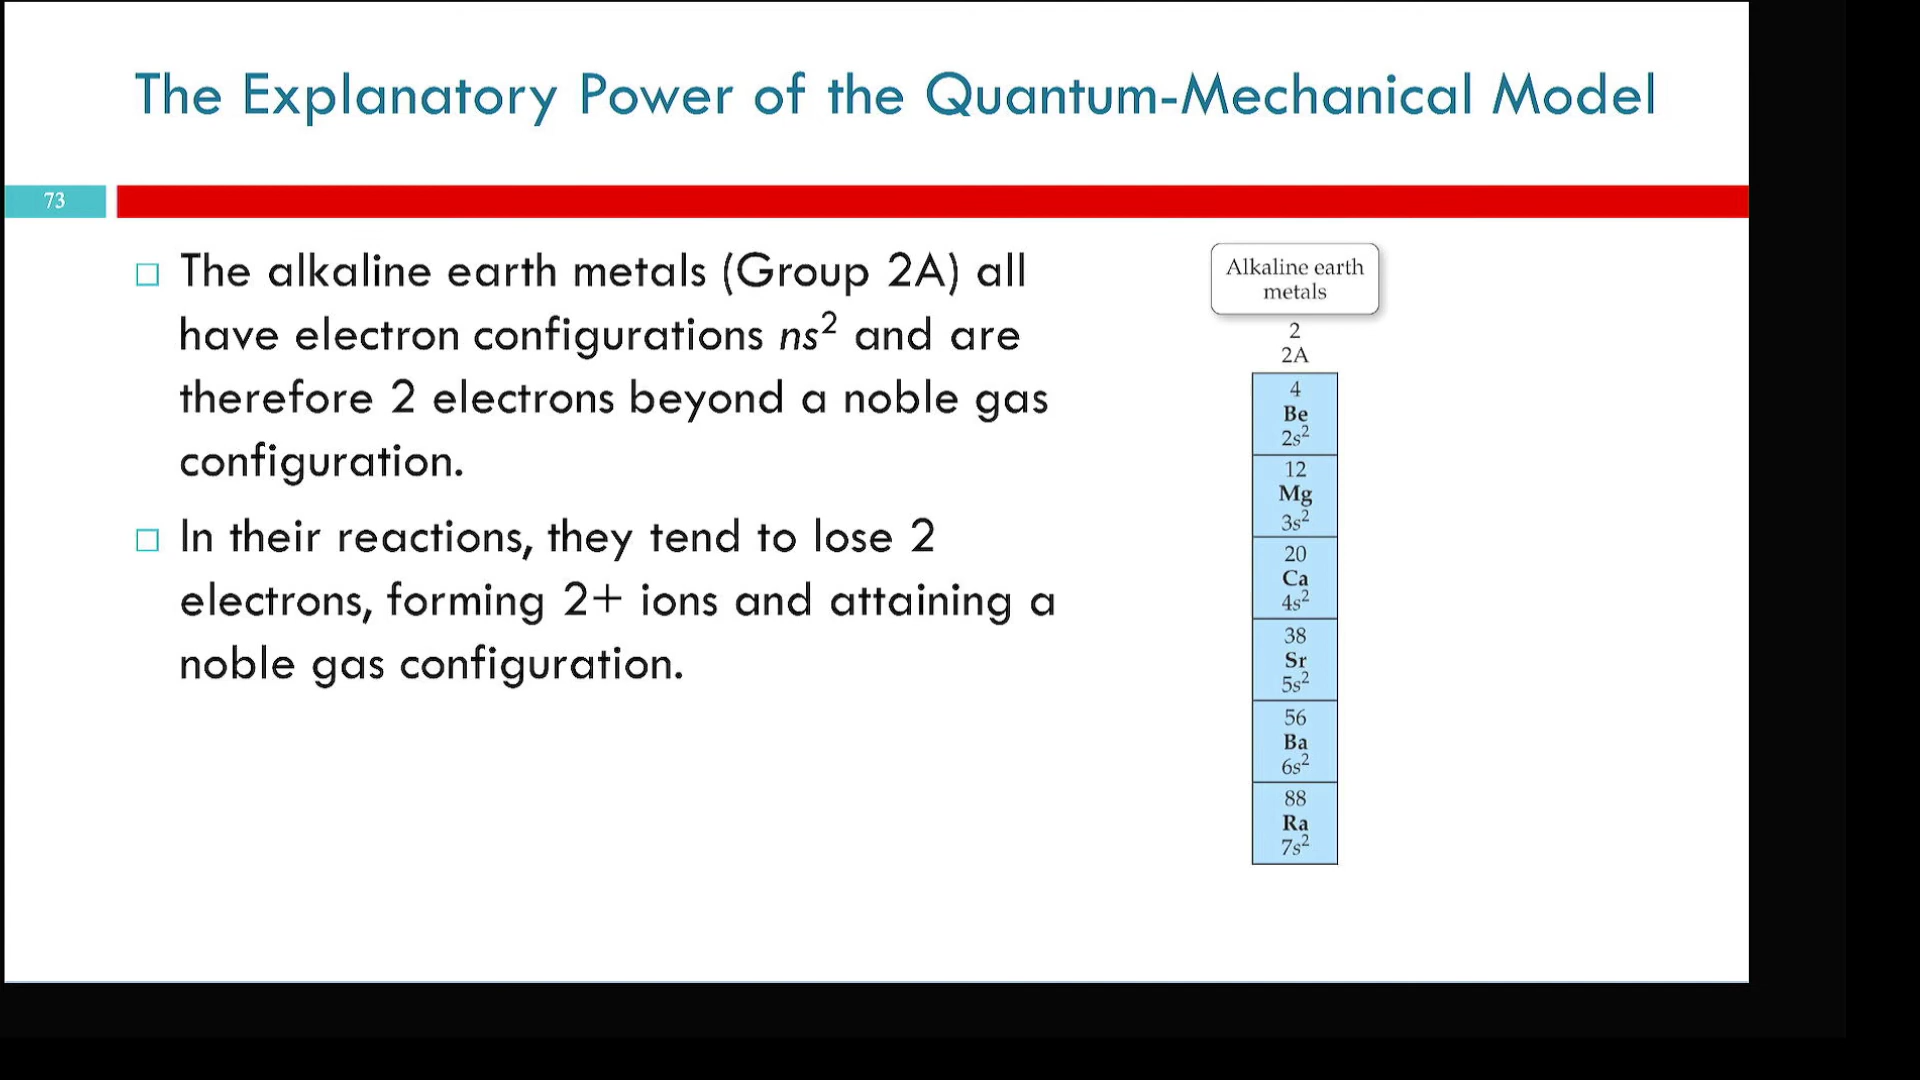 The Explanatory Power of the Quantum-Mechanical Model
73
□ The alkaline earth metals (Group 2A) all
have electron configurations ns² and are
therefore 2 electrons beyond a noble gas
configuration.
□ In their reactions, they tend to lose 2
electrons, forming 2+ ions and attaining a
noble gas configuration.
Alkaline earth
metals
2
2A
4
Be
2s²
12
Mg
3s²
20
Ca
4s²
38
Sr
5s²
56
Ba
6s²
88
Ra
7s²